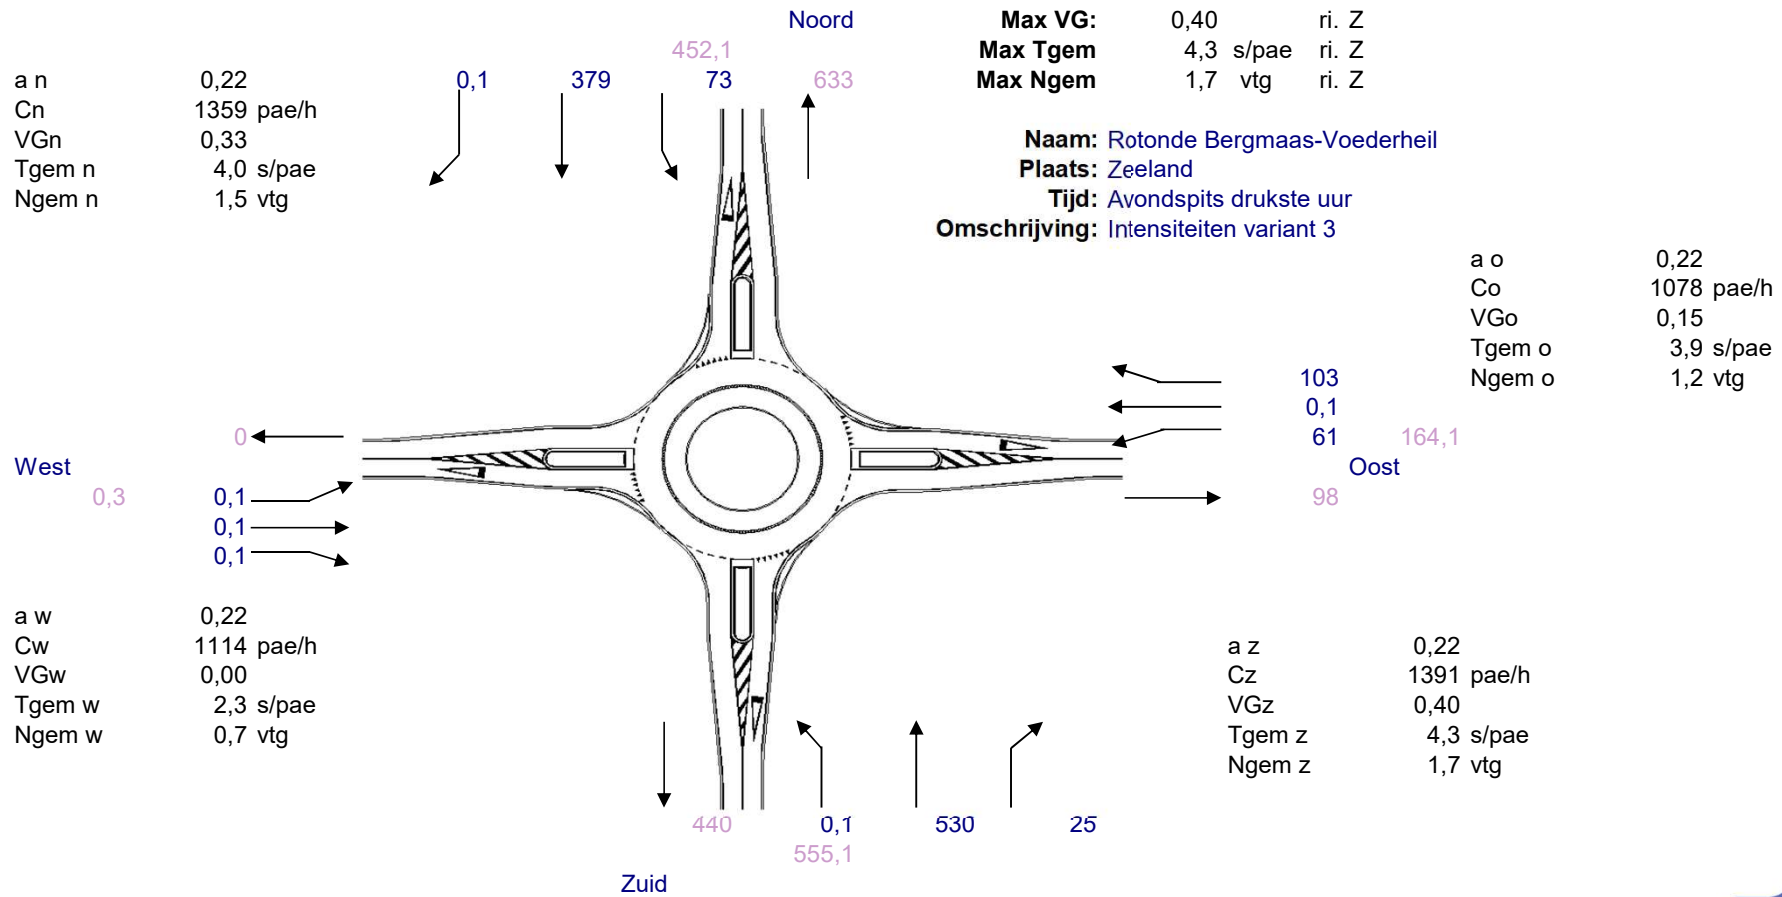 Noord
452,1
0,1 379 73 633
Max VG: 0,40 ri. Z
Max Tgem 4,3 s/pae ri. Z
Max Ngem 1,7 vtg ri. Z
a n 0,22
Cn 1359 pae/h
VGn 0,33
Tgem n 4,0 s/pae
Ngem n 1,5 vtg
Naam: Rotonde Bergmaas-Voederheil
Plaats: Zeeland
Tijd: Avondspits drukste uur
Omschrijving: Intensiteiten variant 3
a o 0,22
Co 1078 pae/h
VGo 0,15
Tgem o 3,9 s/pae
Ngem o 1,2 vtg
103
0,1
61 164,1
Oost
98
0
West
0,3 0,1
0,1
0,1
a w 0,22
Cw 1114 pae/h
VGw 0,00
Tgem w 2,3 s/pae
Ngem w 0,7 vtg
a z 0,22
Cz 1391 pae/h
VGz 0,40
Tgem z 4,3 s/pae
Ngem z 1,7 vtg
440 0,1 530 25
555,1
Zuid